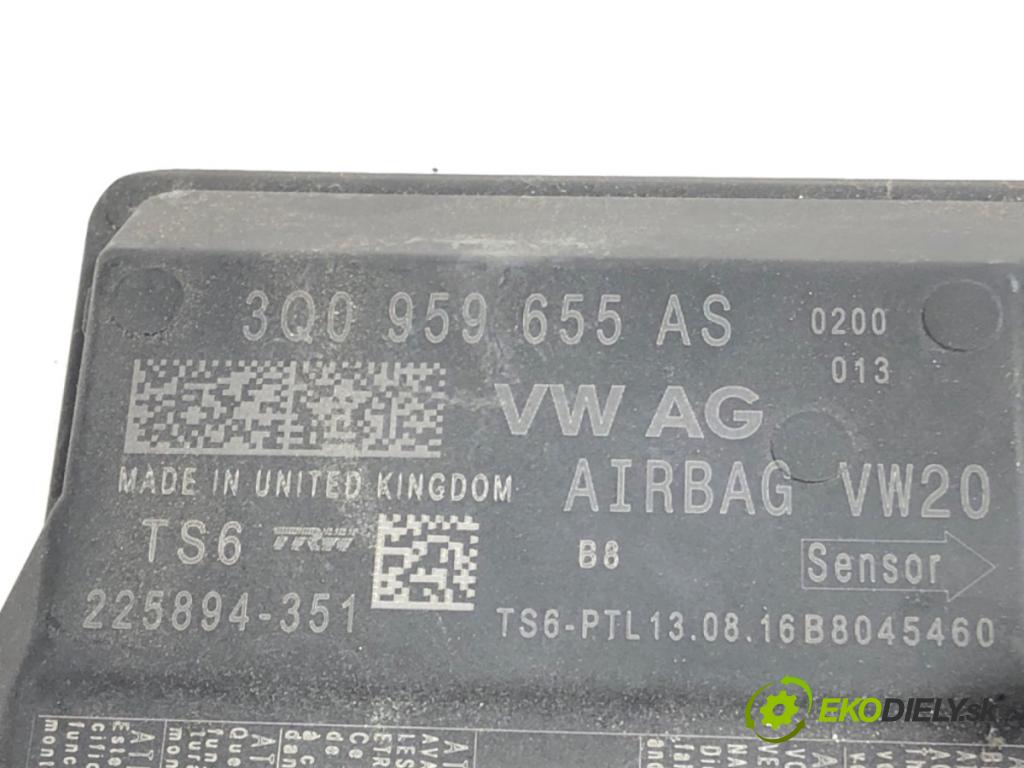 3Q0 959 655 AS
0200
013
VW AG
MADE IN UNITED KINGDOM
AIRBAG VW20
TS6 TRW
B8
Sensor
225894-351
TS6-PTL13.08.16B8045460
EKODIELY.sk